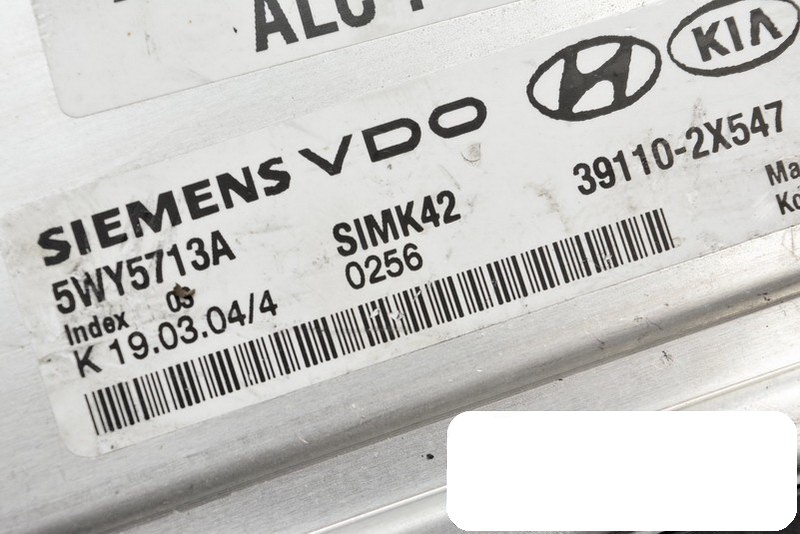 ALC
KIA
SIEMENS VDO
39110-2X547
5WY5713A
SIMK42
Index 03
0256
K 19.03.04/4